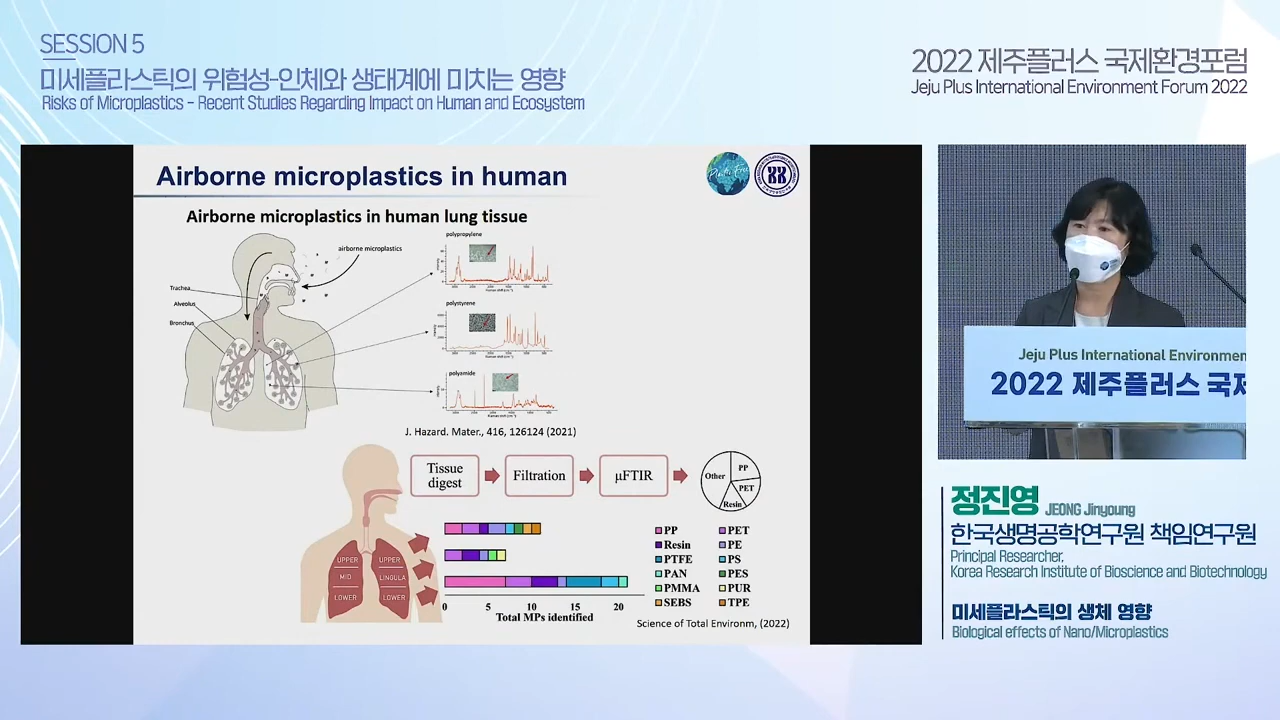 SESSION 5
미세플라스틱의 위험성-인체와 생태계에 미치는 영향
Risks of Microplastics - Recent Studies Regarding Impact on Human and Ecosystem
2022 제주플러스 국제환경포럼
Jeju Plus International Environment Forum 2022
Airborne microplastics in human
Airborne microplastics in human lung tissue
airborne microplastics
Trachea
Alveolus
Bronchus
polypropylene
polystyrene
polyamide
J. Hazard. Mater., 416, 126124 (2021)
Tissue digest
Filtration
µFTIR
Other
PP
PET
Resin
UPPER
UPPER
MID
LINGULA
LOWER
LOWER
0 5 10 15 20
Total MPs identified
PP PET
Resin PE
PTFE PS
PAN PES
PMMA PUR
SEBS TPE
Science of Total Environm, (2022)
Jeju Plus International Environmen
2022 제주플러스 국제
정진영 JEONG Jinyoung
한국생명공학연구원 책임연구원
Principal Researcher,
Korea Research Institute of Bioscience and Biotechnology
미세플라스틱의 생체 영향
Biological effects of Nano/Microplastics